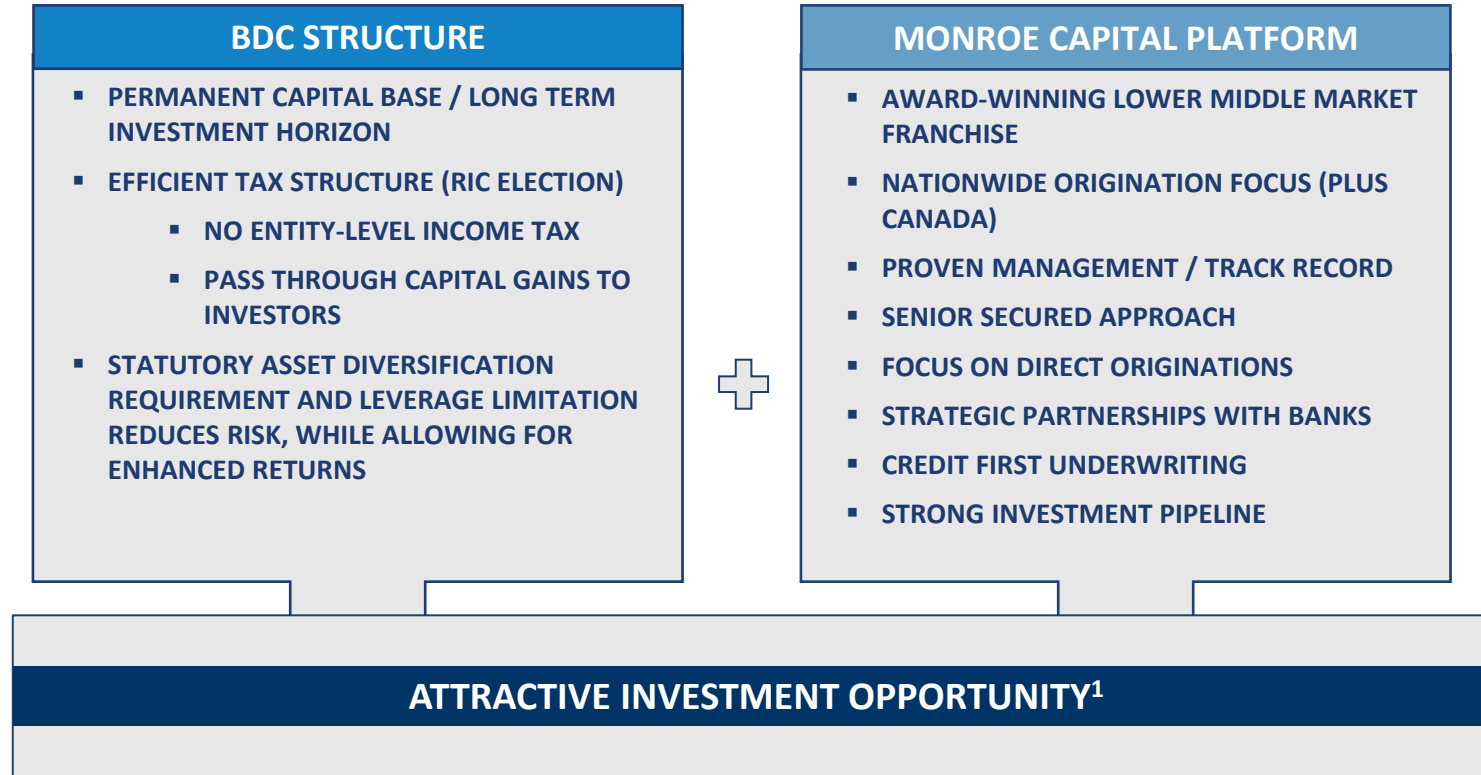 BDC STRUCTURE
▪ PERMANENT CAPITAL BASE / LONG TERM
INVESTMENT HORIZON
▪ EFFICIENT TAX STRUCTURE (RIC ELECTION)
▪ NO ENTITY-LEVEL INCOME TAX
▪ PASS THROUGH CAPITAL GAINS TO
INVESTORS
▪ STATUTORY ASSET DIVERSIFICATION
REQUIREMENT AND LEVERAGE LIMITATION
REDUCES RISK, WHILE ALLOWING FOR
ENHANCED RETURNS
MONROE CAPITAL PLATFORM
▪ AWARD-WINNING LOWER MIDDLE MARKET
FRANCHISE
▪ NATIONWIDE ORIGINATION FOCUS (PLUS
CANADA)
▪ PROVEN MANAGEMENT / TRACK RECORD
▪ SENIOR SECURED APPROACH
▪ FOCUS ON DIRECT ORIGINATIONS
▪ STRATEGIC PARTNERSHIPS WITH BANKS
▪ CREDIT FIRST UNDERWRITING
▪ STRONG INVESTMENT PIPELINE
ATTRACTIVE INVESTMENT OPPORTUNITY¹